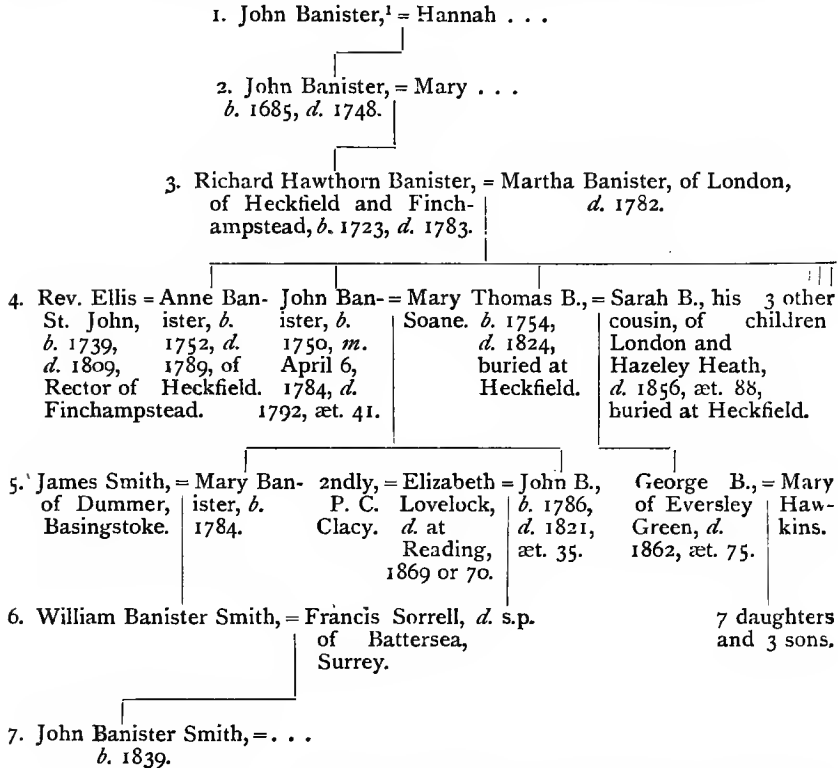 1. John Banister,¹ = Hannah . . .
2. John Banister, = Mary . . .
b. 1685, d. 1748.
3. Richard Hawthorn Banister, = Martha Banister, of London,
of Heckfield and Finch- d. 1782.
ampstead, b. 1723, d. 1783.
4. Rev. Ellis = Anne Ban- John Ban- = Mary Thomas B., = Sarah B., his 3 other
St. John, ister, b. ister, b. Soane. b. 1754, cousin, of children
b. 1739, 1752, d. 1750, m. d. 1824, London and
d. 1809, 1789, of April 6, buried at Hazeley Heath,
Rector of Heckfield. 1784, d. Heckfield. d. 1856, æt. 88,
Finchampstead. 1792, æt. 41. buried at Heckfield.
5. James Smith, = Mary Ban- 2ndly, = Elizabeth = John B., George B., = Mary
of Dummer, ister, b. P. C. Lovelock, b. 1786, of Eversley Haw-
Basingstoke. 1784. Clacy. d. at d. 1821, Green, d. kins.
Reading, æt. 35. 1862, æt. 75.
1869 or 70.
6. William Banister Smith, = Francis Sorrell, d. s.p. 7 daughters
of Battersea, and 3 sons.
Surrey.
7. John Banister Smith, = . . .
b. 1839.